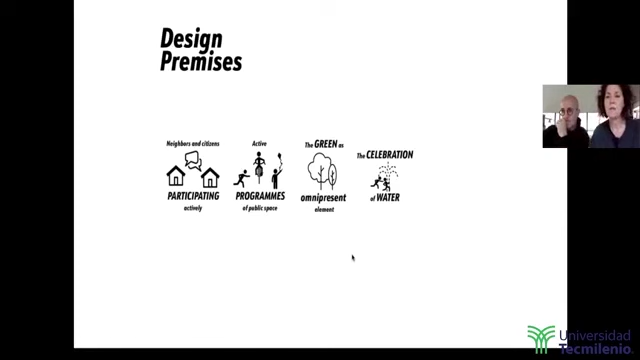 Design
Premises
Neighbors and citizens
PARTICIPATING
actively
Active
PROGRAMMES
of public space
The GREEN as
omnipresent
element
The CELEBRATION
of WATER
Universidad
Tecmilenio